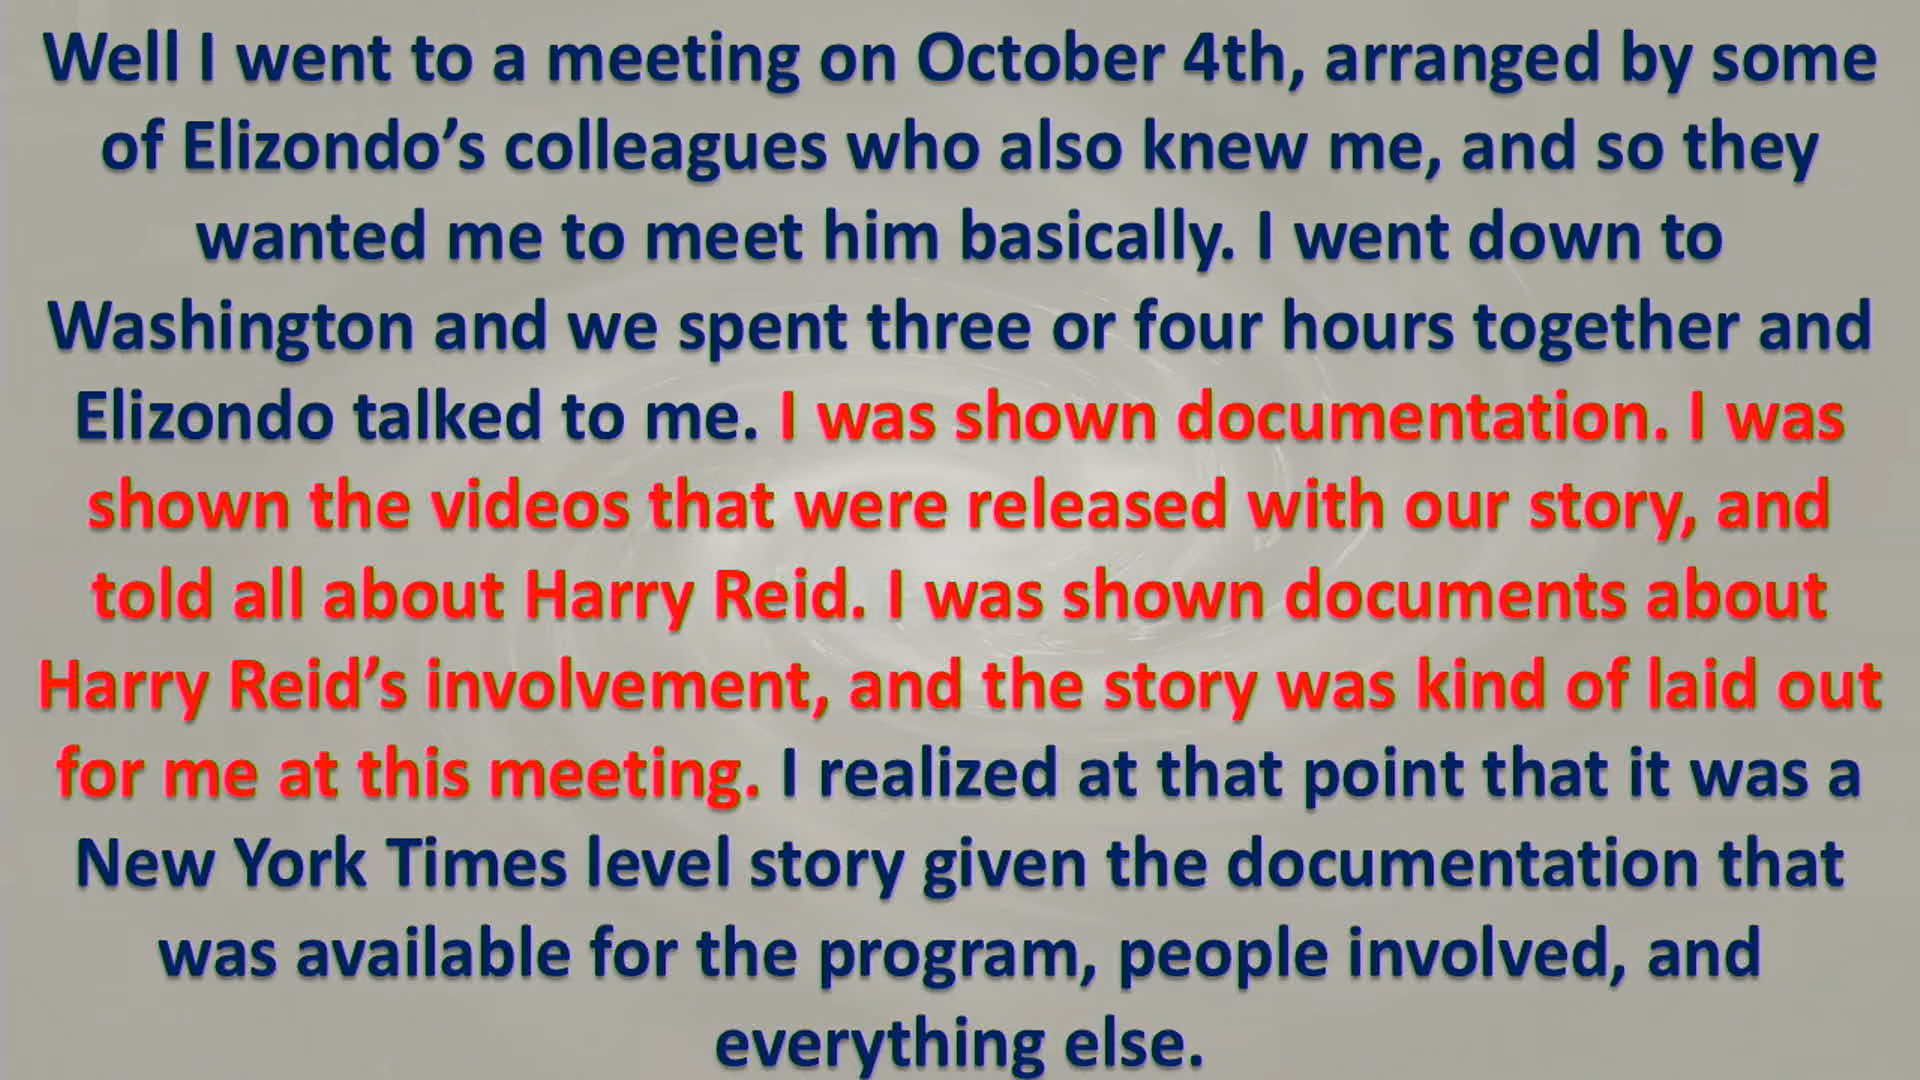 Well I went to a meeting on October 4th, arranged by some
of Elizondo’s colleagues who also knew me, and so they
wanted me to meet him basically. I went down to
Washington and we spent three or four hours together and
Elizondo talked to me. I was shown documentation. I was
shown the videos that were released with our story, and
told all about Harry Reid. I was shown documents about
Harry Reid’s involvement, and the story was kind of laid out
for me at this meeting. I realized at that point that it was a
New York Times level story given the documentation that
was available for the program, people involved, and
everything else.